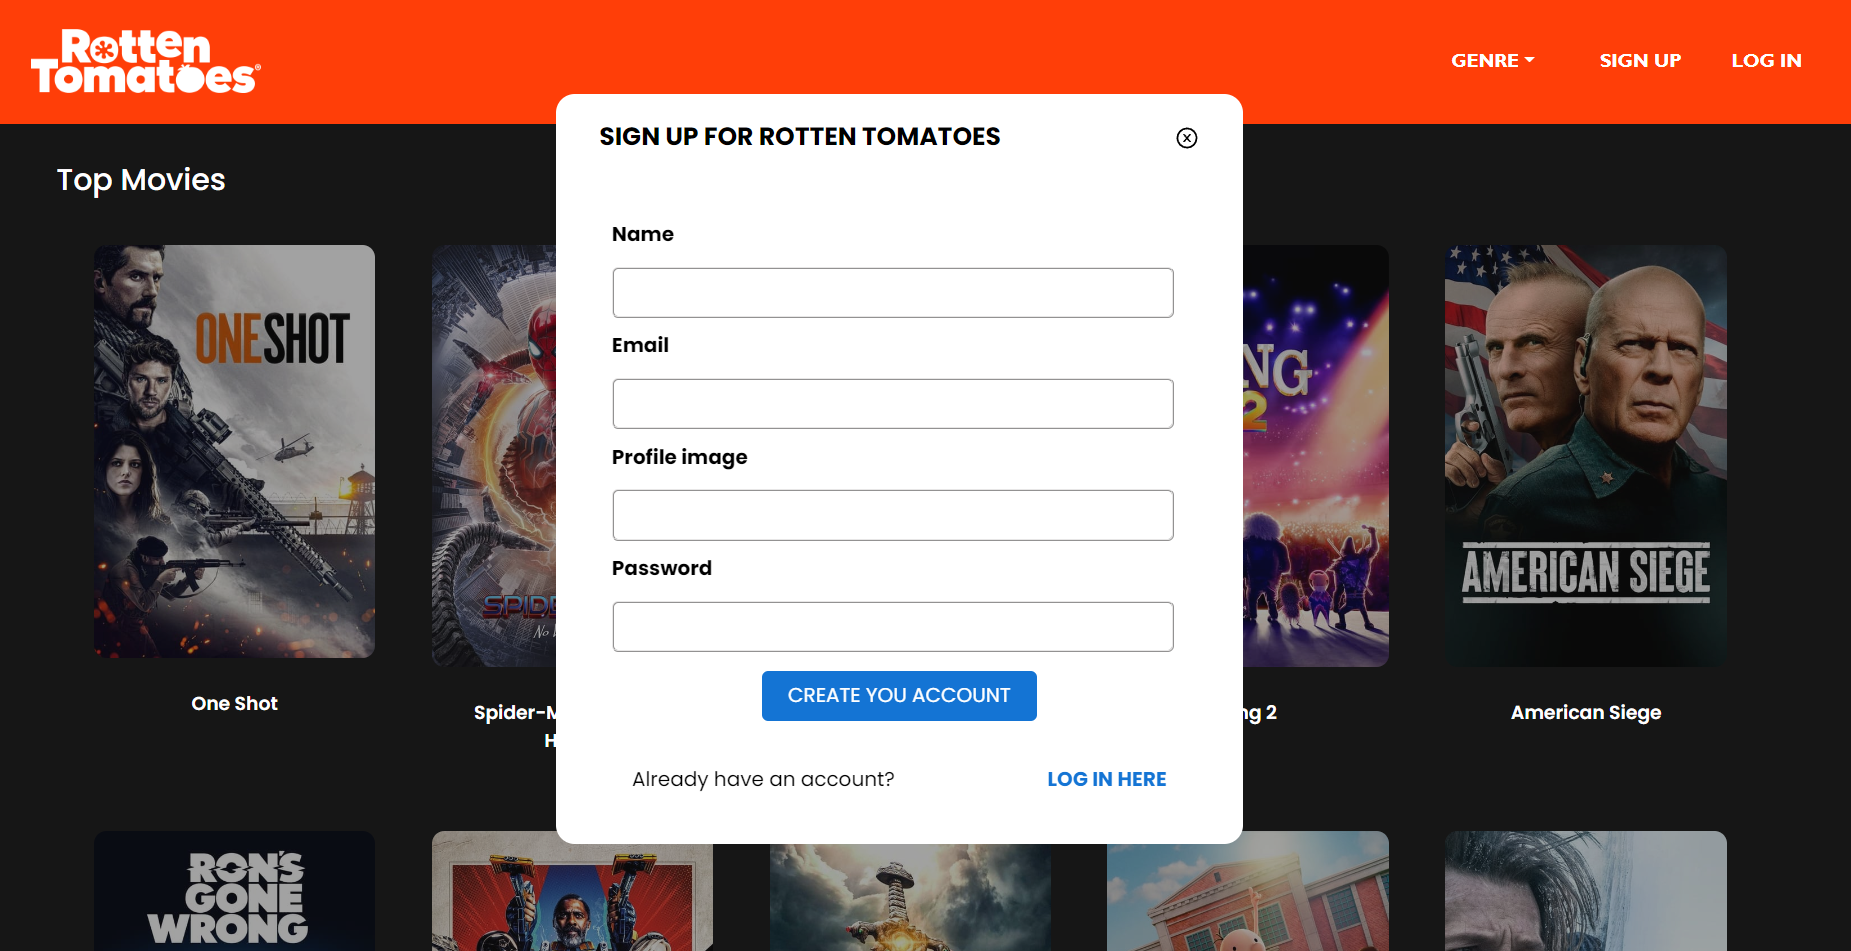 Rotten
Tomatoes®
GENRE
SIGN UP
LOG IN
SIGN UP FOR ROTTEN TOMATOES
Top Movies
Name
Email
Profile image
Password
CREATE YOU ACCOUNT
Already have an account?
LOG IN HERE
ONE SHOT
SPIDE
No
NG
2
AMERICAN SIEGE
One Shot
Spider-M
H
ng 2
American Siege
RON'S
GONE
WRONG